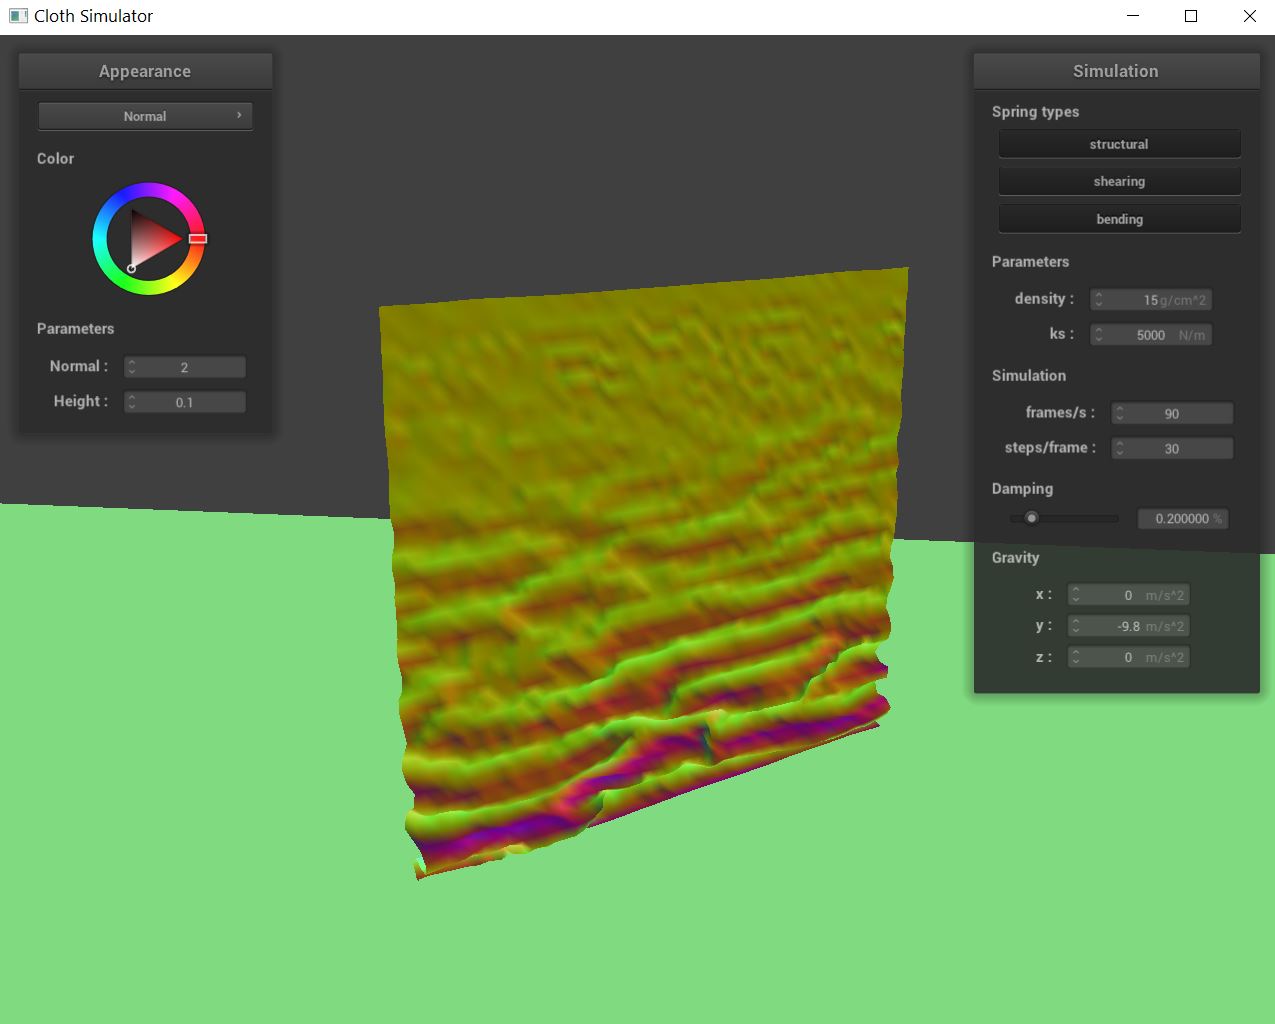 Cloth Simulator
Appearance
Normal
Color
Parameters
Normal : 2
Height : 0.1
Simulation
Spring types
structural
shearing
bending
Parameters
density : 15 g/cm^2
ks : 5000 N/m
Simulation
frames/s : 90
steps/frame : 30
Damping
0.200000 %
Gravity
x : 0 m/s^2
y : -9.8 m/s^2
z : 0 m/s^2